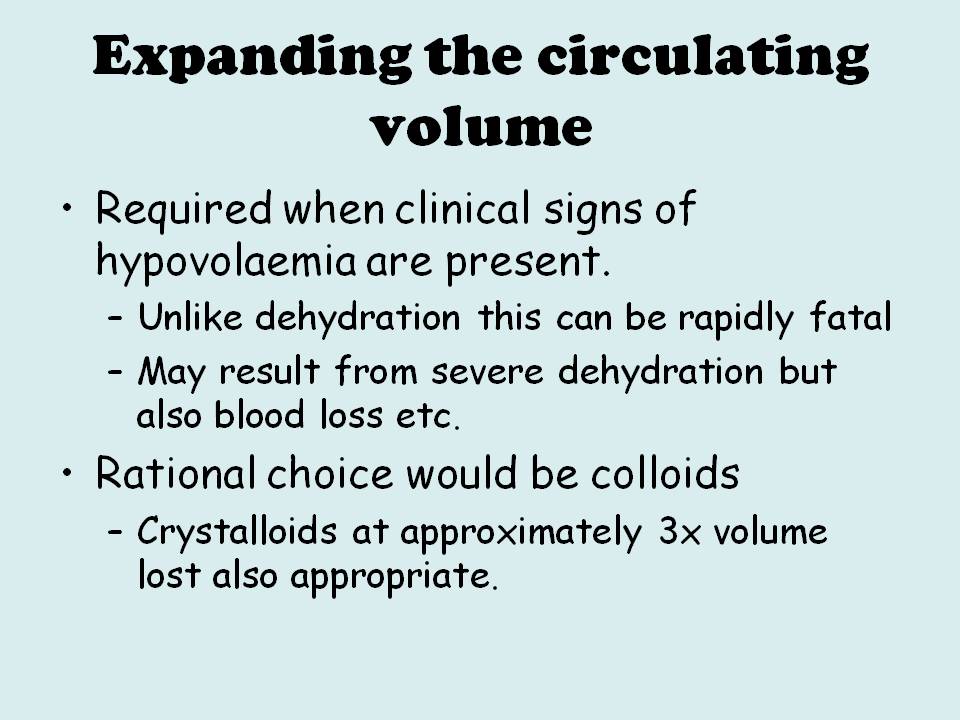 Expanding the circulating
volume
• Required when clinical signs of
hypovolaemia are present.
– Unlike dehydration this can be rapidly fatal
– May result from severe dehydration but
also blood loss etc.
• Rational choice would be colloids
– Crystalloids at approximately 3x volume
lost also appropriate.